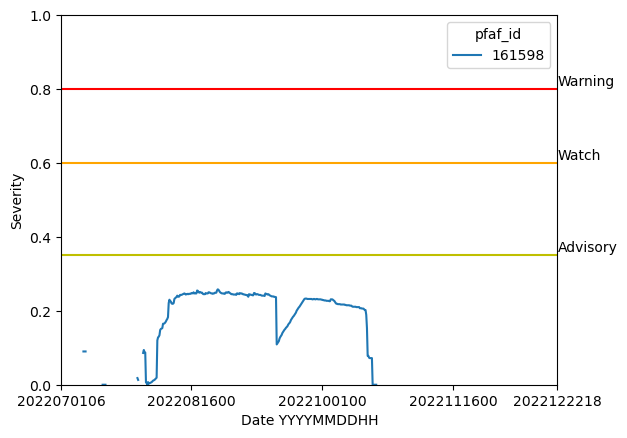 1.0
pfaf_id
161598
Warning
0.8
Watch
0.6
Severity
0.4
Advisory
0.2
0.0
2022070106 2022081600 2022100100 2022111600 2022122218
Date YYYYMMDDHH